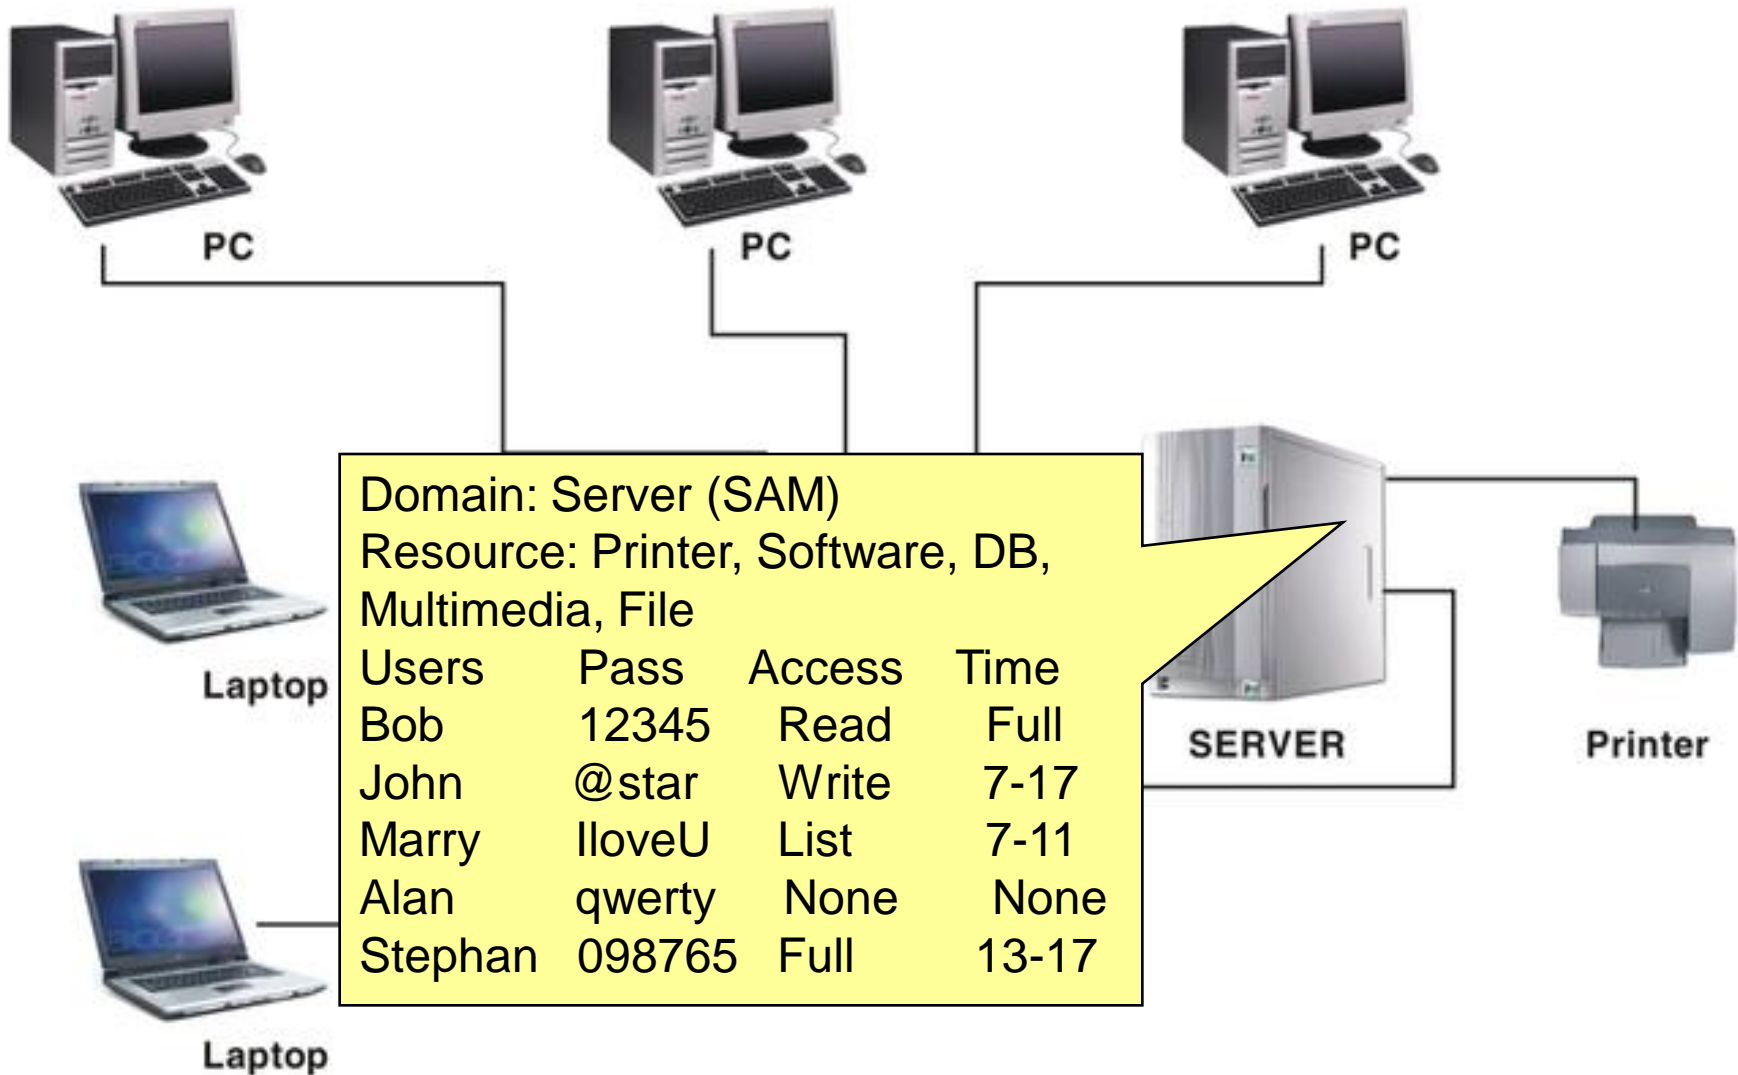 PC
PC
PC
Domain: Server (SAM)
Resource: Printer, Software, DB,
Multimedia, File
Users Pass Access Time
Bob 12345 Read Full
John @star Write 7-17
Marry IloveU List 7-11
Alan qwerty None None
Stephan 098765 Full 13-17
Laptop
SERVER
Printer
Laptop